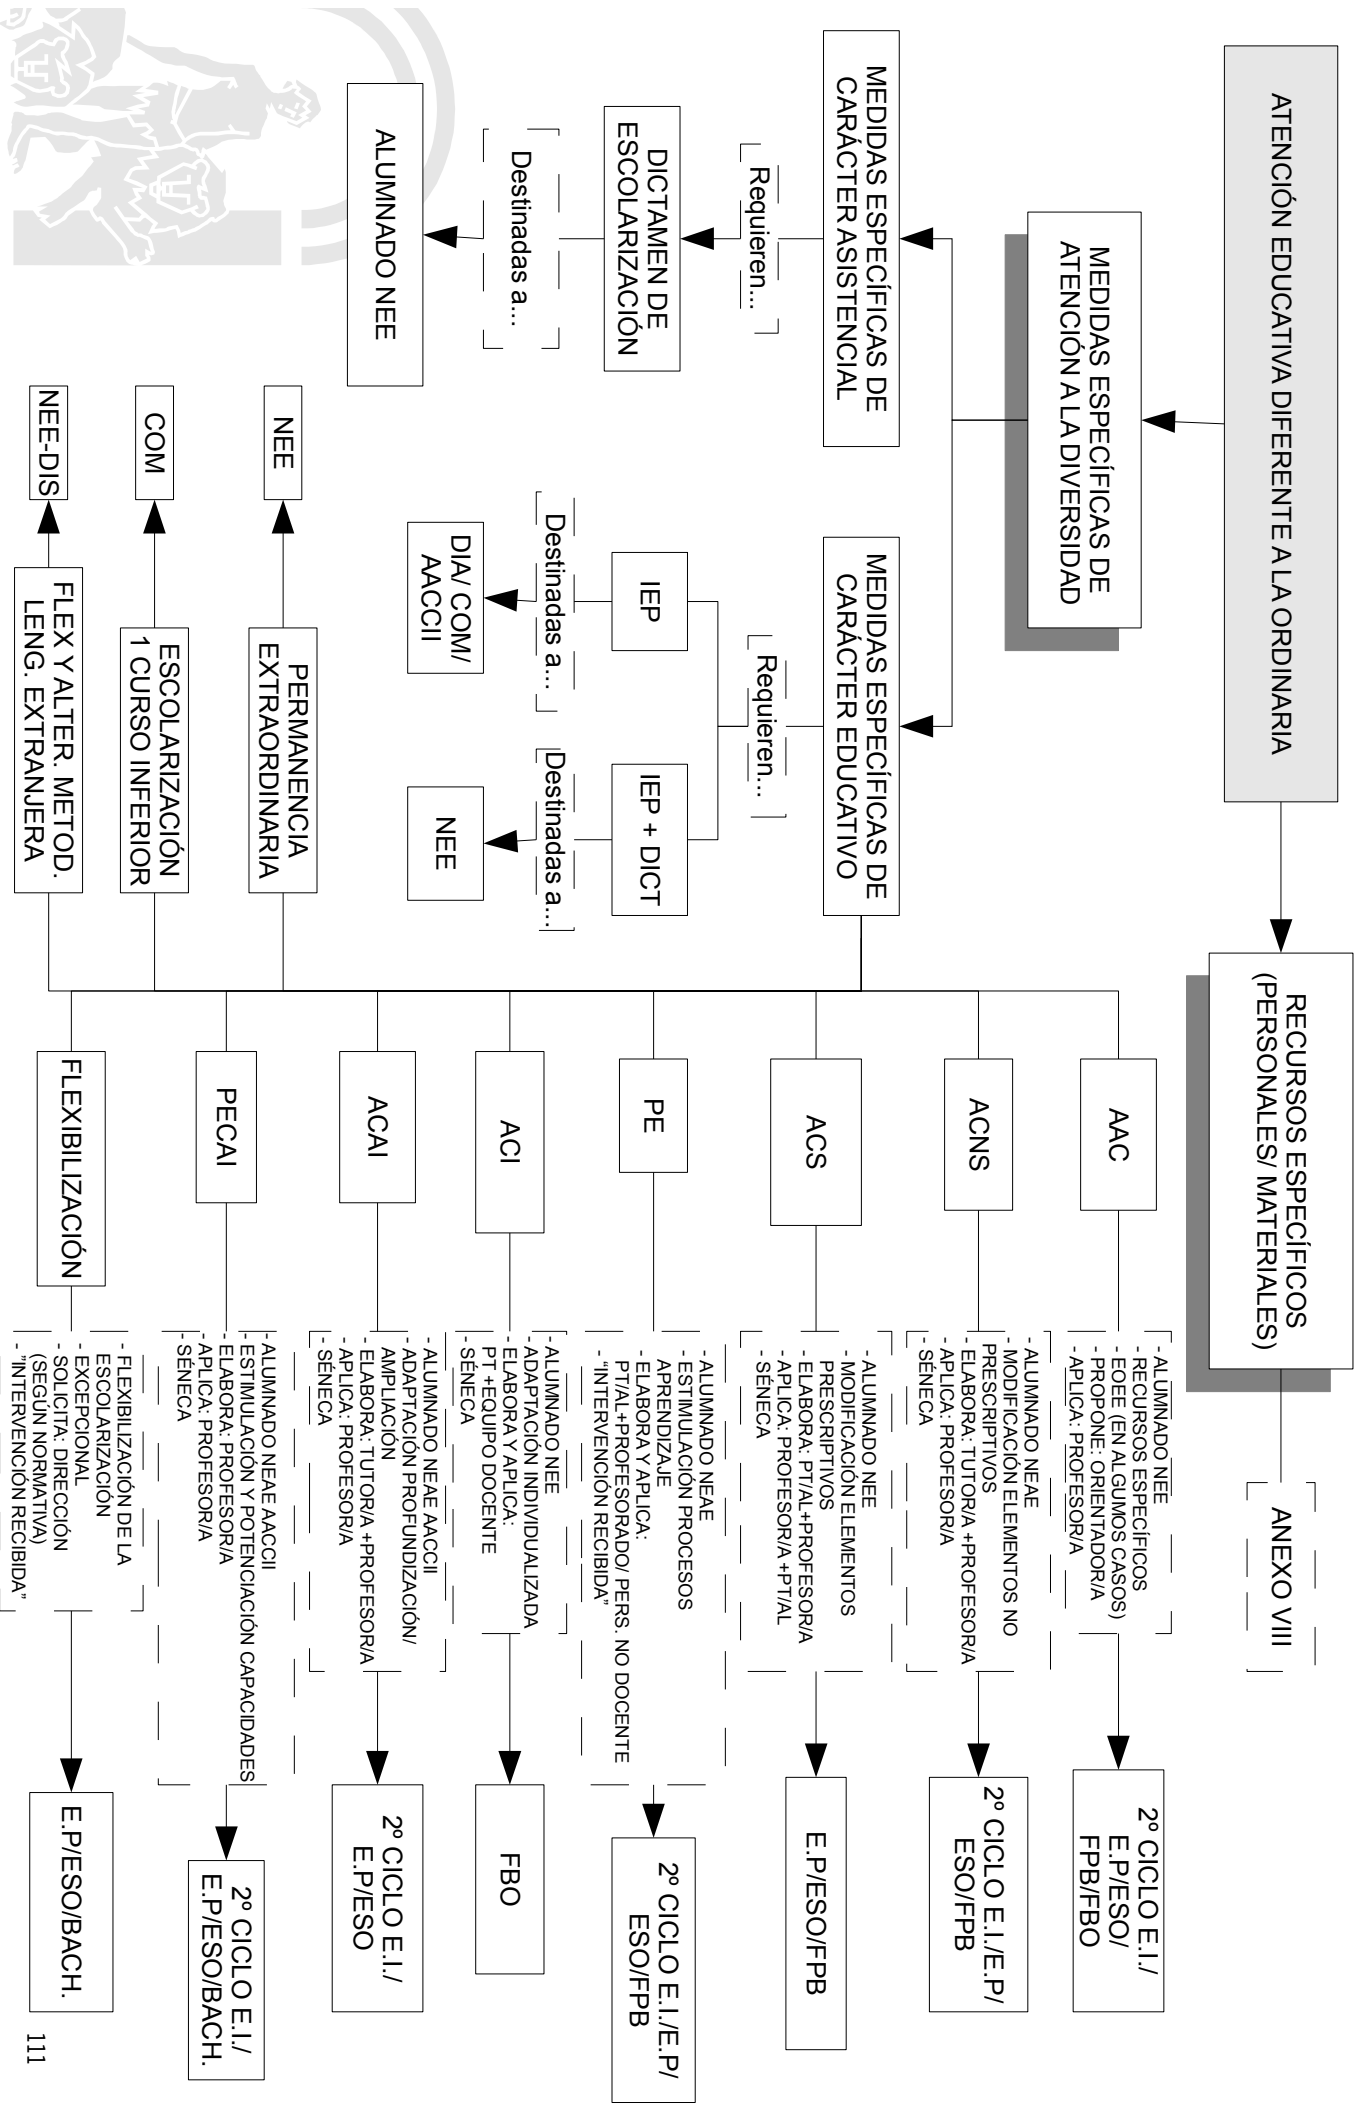 ATENCIÓN EDUCATIVA DIFERENTE A LA ORDINARIA
RECURSOS ESPECÍFICOS
(PERSONALES/ MATERIALES)
ANEXO VIII
MEDIDAS ESPECÍFICAS DE
ATENCIÓN A LA DIVERSIDAD
MEDIDAS ESPECÍFICAS DE
CARÁCTER ASISTENCIAL
Requieren...
DICTAMEN DE
ESCOLARIZACIÓN
Destinadas a...
ALUMNADO NEE
MEDIDAS ESPECÍFICAS DE
CARÁCTER EDUCATIVO
Requieren...
IEP
IEP + DICT
Destinadas a...
Destinadas a...
DIA/ COM/
AACCII
NEE
AAC
- ALUMNADO NEE
- RECURSOS ESPECÍFICOS
- EOEE (EN ALGUMOS CASOS)
- PROPONE: ORIENTADOR/A
- APLICA: PROFESOR/A
2º CICLO E.I./
E.P/ESO/
FPB/FBO
ACNS
- ALUMNADO NEAE
- MODIFICACIÓN ELEMENTOS NO
PRESCRIPTIVOS
- ELABORA: TUTOR/A +PROFESOR/A
- APLICA: PROFESOR/A
- SÉNECA
2º CICLO E.I./E.P/
ESO/FPB
ACS
- ALUMNADO NEE
- MODIFICACIÓN ELEMENTOS
PRESCRIPTIVOS
- ELABORA: PT/AL+PROFESOR/A
- APLICA: PROFESOR/A +PT/AL
- SÉNECA
E.P/ESO/FPB
PE
- ALUMNADO NEAE
- ESTIMULACIÓN PROCESOS
APRENDIZAJE
- ELABORA Y APLICA:
PT/AL+PROFESORADO/ PERS. NO DOCENTE
- "INTERVENCIÓN RECIBIDA"
2º CICLO E.I./E.P/
ESO/FPB
ACI
- ALUMNADO NEE
- ADAPTACIÓN INDIVIDUALIZADA
- ELABORA Y APLICA:
PT +EQUIPO DOCENTE
- SÉNECA
FBO
ACAI
- ALUMNADO NEAE AACCII
- ADAPTACIÓN PROFUNDIZACIÓN/
AMPLIACIÓN
- ELABORA: TUTOR/A +PROFESOR/A
- APLICA: PROFESOR/A
- SÉNECA
2º CICLO E.I./
E.P/ESO
PERMANENCIA
EXTRAORDINARIA
NEE
PECAI
- ALUMNADO NEAE AACCII
- ESTIMULACIÓN Y POTENCIACIÓN CAPACIDADES
- ELABORA: PROFESOR/A
- APLICA: PROFESOR/A
- SÉNECA
2º CICLO E.I./
E.P/ESO/BACH.
ESCOLARIZACIÓN
1 CURSO INFERIOR
COM
FLEX Y ALTER. METOD.
LENG. EXTRANJERA
NEE-DIS
FLEXIBILIZACIÓN
- FLEXIBILIZACIÓN DE LA
ESCOLARIZACIÓN
- EXCEPCIONAL
- SOLICITA: DIRECCIÓN
(SEGÚN NORMATIVA)
- "INTERVENCIÓN RECIBIDA"
E.P/ESO/BACH.
111